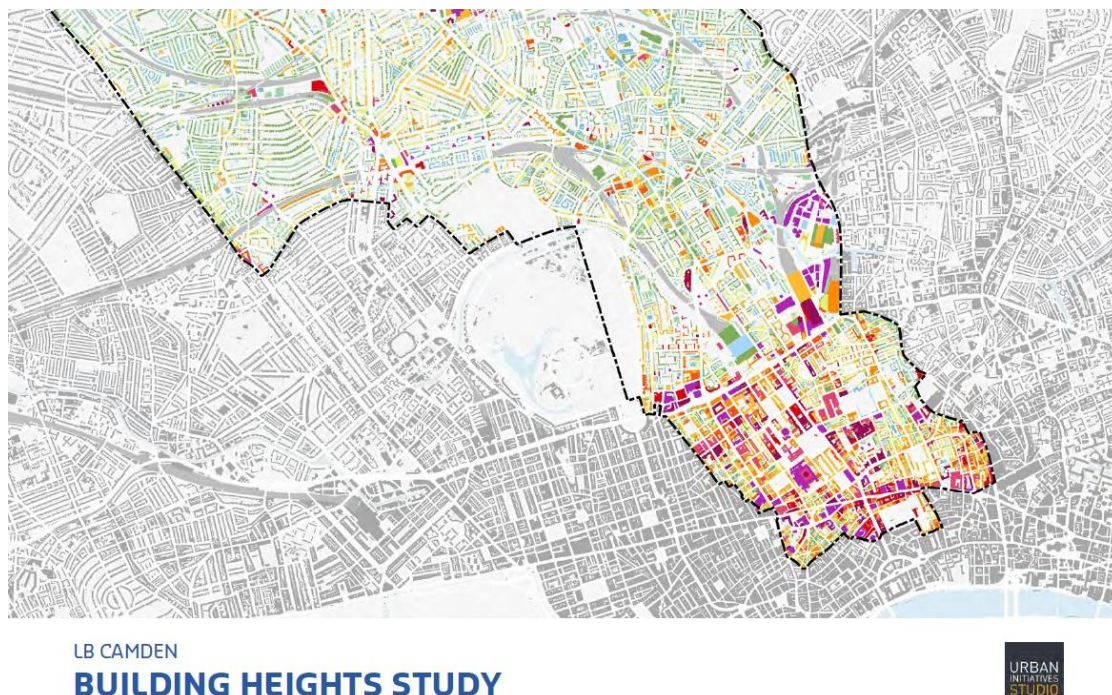 LB CAMDEN
BUILDING HEIGHTS STUDY
URBAN
INITIATIVES
STUDIO